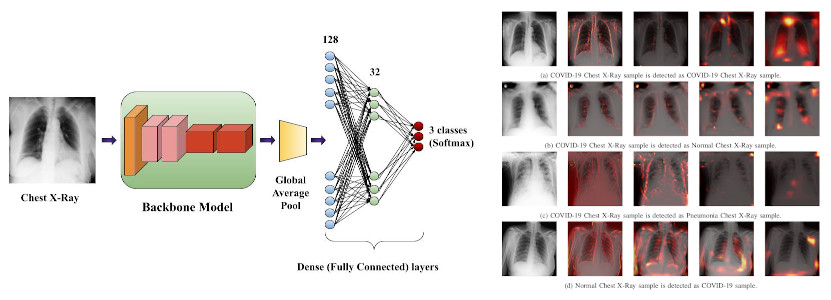 128
32
3 classes
(Softmax)
Chest X-Ray
Backbone Model
Global
Average
Pool
Dense (Fully Connected) layers
(a) COVID-19 Chest X-Ray sample is detected as COVID-19 Chest X-Ray sample.
(b) COVID-19 Chest X-Ray sample is detected as Normal Chest X-Ray sample.
(c) COVID-19 Chest X-Ray sample is detected as Pneumonia Chest X-Ray sample.
(d) Normal Chest X-Ray sample is detected as COVID-19 sample.